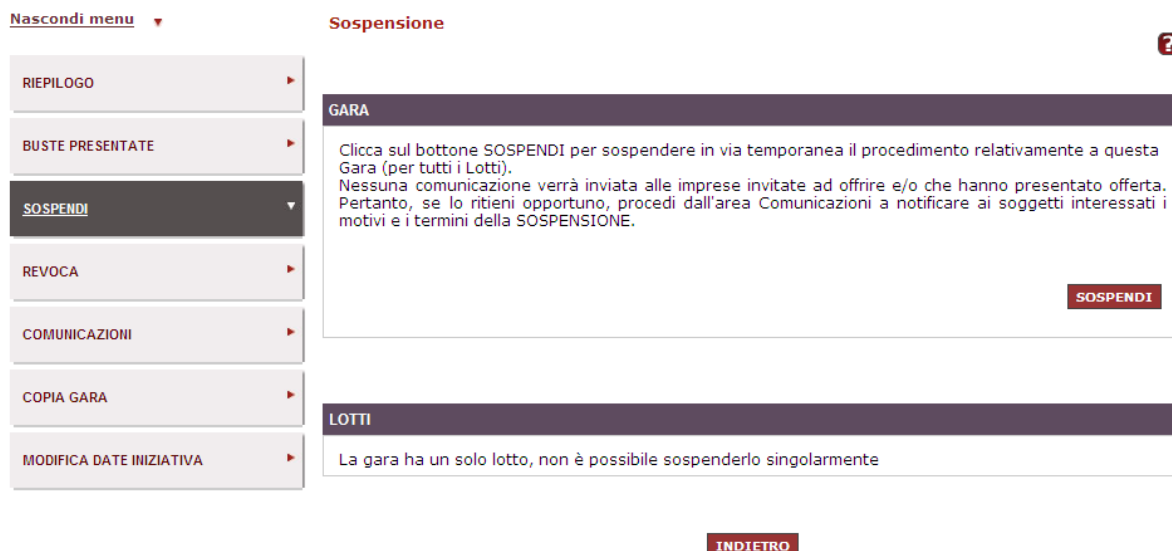 Nascondi menu
Sospensione
?
RIEPILOGO
BUSTE PRESENTATE
SOSPENDI
REVOCA
COMUNICAZIONI
COPIA GARA
MODIFICA DATE INIZIATIVA
GARA
Clicca sul bottone SOSPENDI per sospendere in via temporanea il procedimento relativamente a questa
Gara (per tutti i Lotti).
Nessuna comunicazione verrà inviata alle imprese invitate ad offrire e/o che hanno presentato offerta.
Pertanto, se lo ritieni opportuno, procedi dall'area Comunicazioni a notificare ai soggetti interessati i
motivi e i termini della SOSPENSIONE.
SOSPENDI
LOTTI
La gara ha un solo lotto, non è possibile sospenderlo singolarmente
INDIETRO